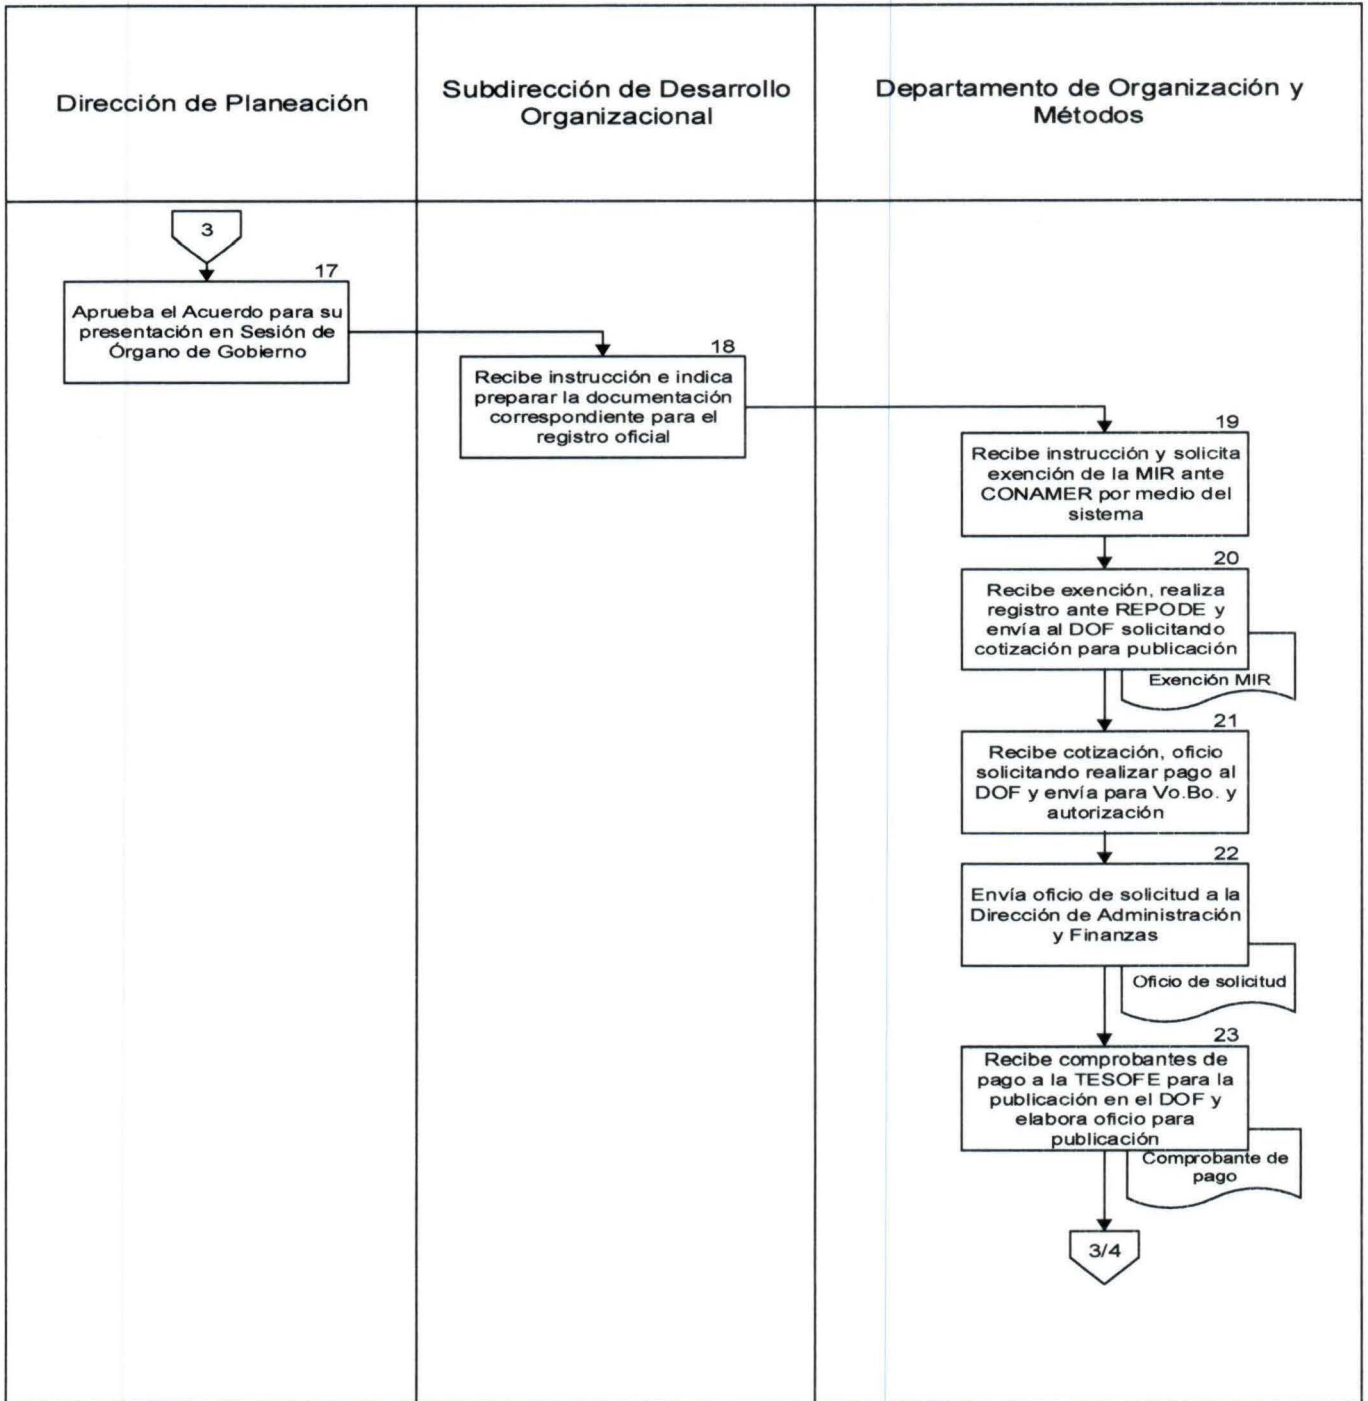 Dirección de Planeación
Subdirección de Desarrollo
Organizacional
Departamento de Organización y
Métodos
3
17
Aprueba el Acuerdo para su
presentación en Sesión de
Órgano de Gobierno
18
Recibe instrucción e indica
preparar la documentación
correspondiente para el
registro oficial
19
Recibe instrucción y solicita
exención de la MIR ante
CONAMER por medio del
sistema
20
Recibe exención, realiza
registro ante REPODE y
envía al DOF solicitando
cotización para publicación
Exención MIR
21
Recibe cotización, oficio
solicitando realizar pago al
DOF y envía para Vo.Bo. y
autorización
22
Envía oficio de solicitud a la
Dirección de Administración
y Finanzas
Oficio de solicitud
23
Recibe comprobantes de
pago a la TESOFE para la
publicación en el DOF y
elabora oficio para
publicación
Comprobante de
pago
3/4